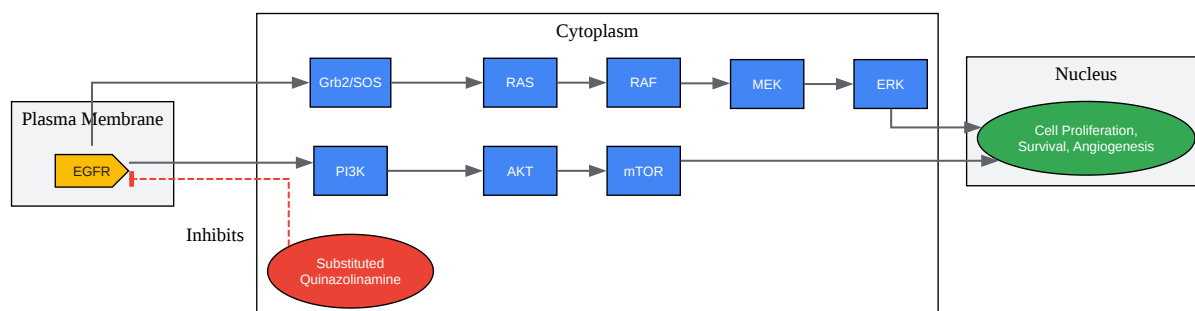 Cytoplasm
Plasma Membrane
Nucleus
Grb2/SOS
RAS
RAF
MEK
ERK
EGFR
PI3K
AKT
mTOR
Cell Proliferation,
Survival, Angiogenesis
Inhibits
Substituted
Quinazolinamine